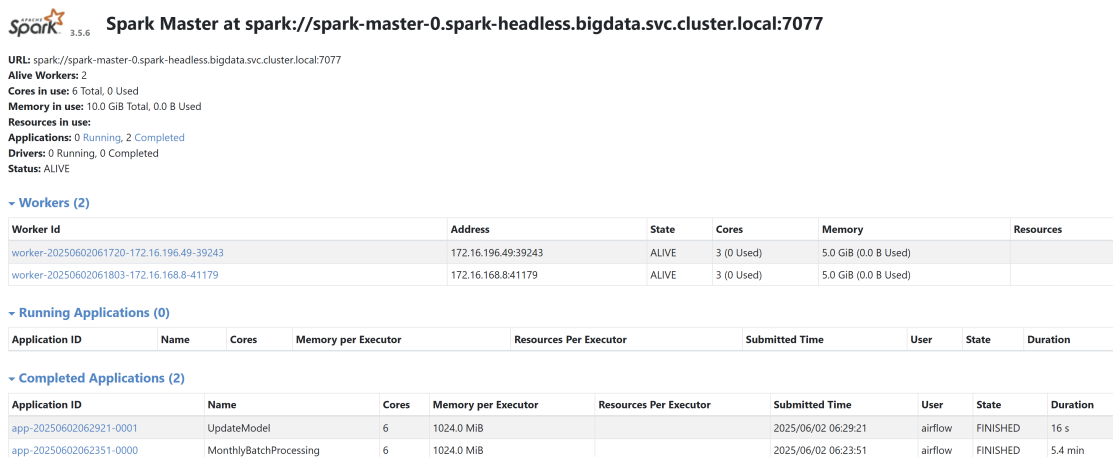 APACHE
Spark 3.5.6 Spark Master at spark://spark-master-0.spark-headless.bigdata.svc.cluster.local:7077
URL: spark://spark-master-0.spark-headless.bigdata.svc.cluster.local:7077
Alive Workers: 2
Cores in use: 6 Total, 0 Used
Memory in use: 10.0 GiB Total, 0.0 B Used
Resources in use:
Applications: 0 Running, 2 Completed
Drivers: 0 Running, 0 Completed
Status: ALIVE
Workers (2)
Worker Id Address State Cores Memory Resources
worker-20250602061720-172.16.196.49-39243 172.16.196.49:39243 ALIVE 3 (0 Used) 5.0 GiB (0.0 B Used)
worker-20250602061803-172.16.168.8-41179 172.16.168.8:41179 ALIVE 3 (0 Used) 5.0 GiB (0.0 B Used)
Running Applications (0)
Application ID Name Cores Memory per Executor Resources Per Executor Submitted Time User State Duration
Completed Applications (2)
Application ID Name Cores Memory per Executor Resources Per Executor Submitted Time User State Duration
app-20250602062921-0001 UpdateModel 6 1024.0 MiB 2025/06/02 06:29:21 airflow FINISHED 16 s
app-20250602062351-0000 MonthlyBatchProcessing 6 1024.0 MiB 2025/06/02 06:23:51 airflow FINISHED 5.4 min